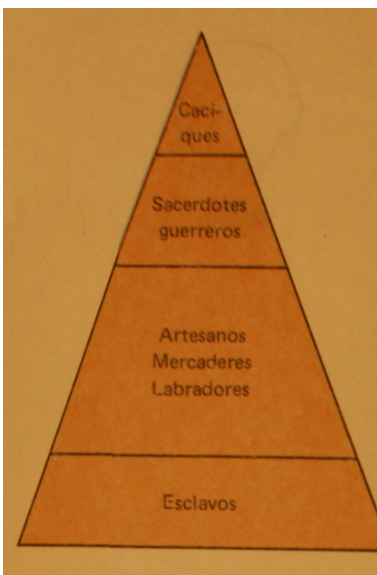 Caci-
ques
Sacerdotes
guerreros
Artesanos
Mercaderes
Labradores
Esclavos